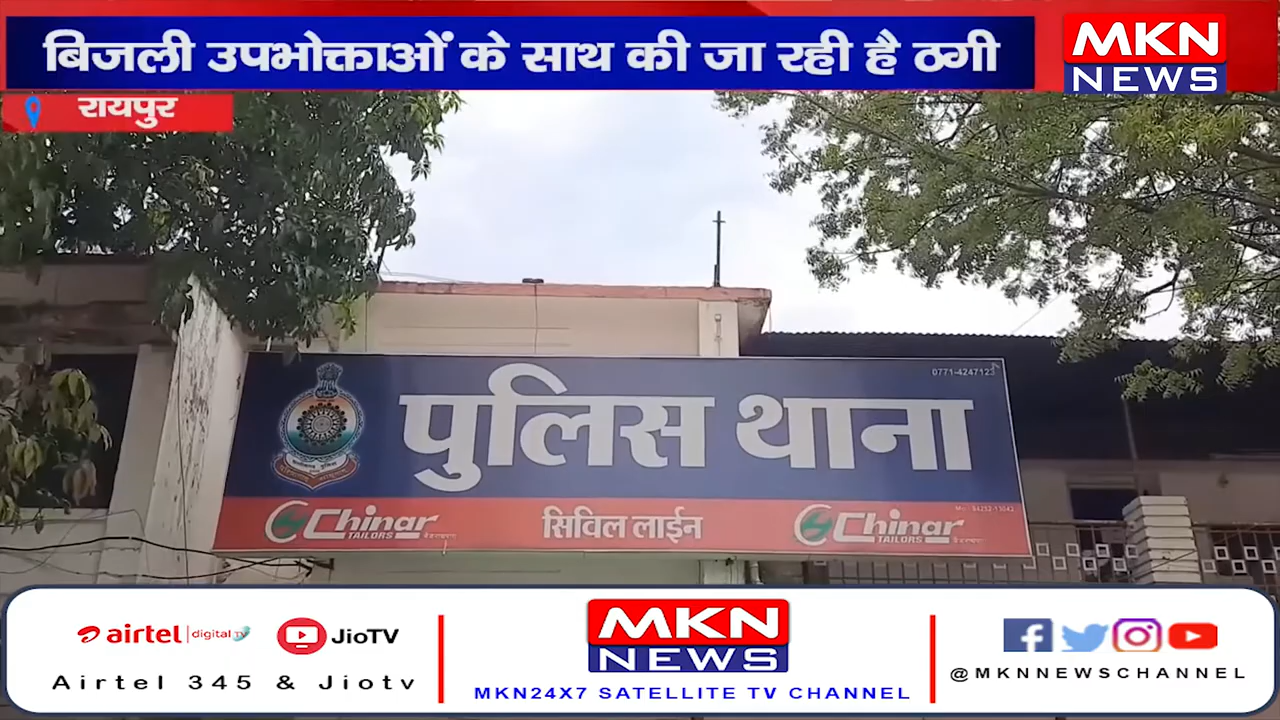 बिजली उपभोक्ताओं के साथ की जा रही है ठगी
MKN
NEWS
रायपुर
0771-4247123
पुलिस थाना
Chinar
TAILORS
सिविल लाईन
Chinar
TAILORS
airtel digital TV
JioTV
Airtel 345 & Jiotv
MKN
NEWS
MKN24X7 SATELLITE TV CHANNEL
@MKNNEWSCHANNEL